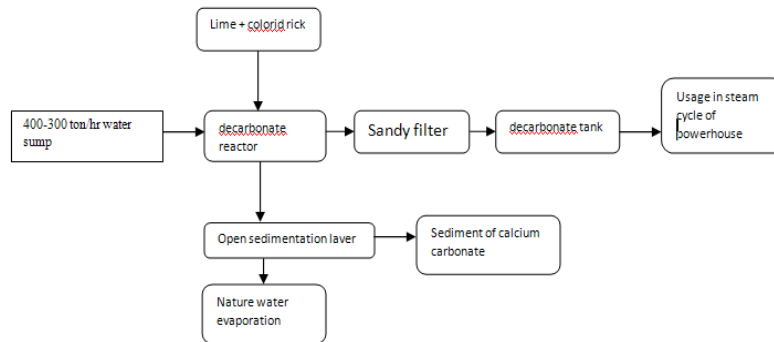 Lime + colorid rick
400-300 ton/hr water
sump
decarbonate
reactor
Sandy filter
decarbonate tank
Usage in steam
cycle of
powerhouse
Open sedimentation laver
Sediment of calcium
carbonate
Nature water
evaporation